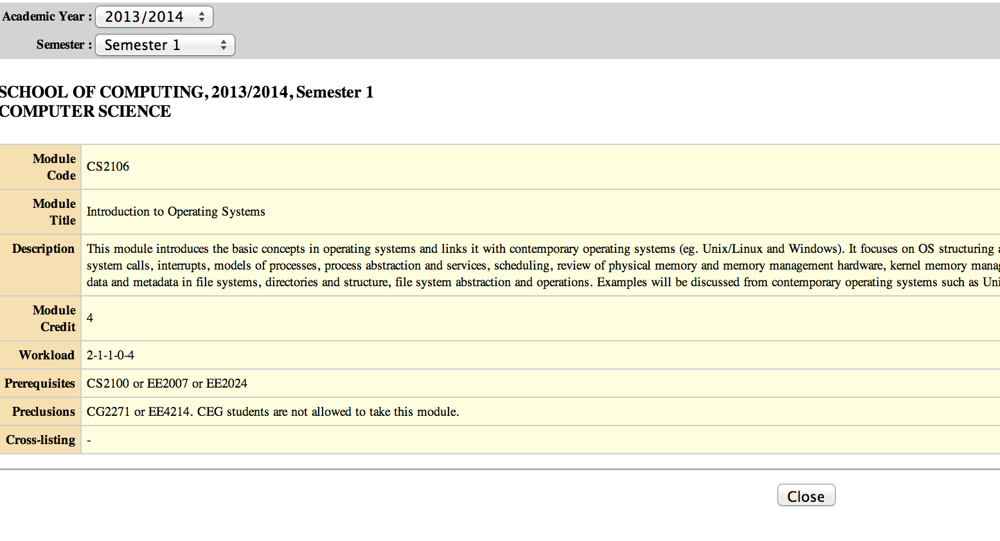 Academic Year : 2013/2014
Semester : Semester 1
SCHOOL OF COMPUTING, 2013/2014, Semester 1
COMPUTER SCIENCE
Module
Code
CS2106
Module
Title
Introduction to Operating Systems
Description
This module introduces the basic concepts in operating systems and links it with contemporary operating systems (eg. Unix/Linux and Windows). It focuses on OS structuring
system calls, interrupts, models of processes, process abstraction and services, scheduling, review of physical memory and memory management hardware, kernel memory
data and metadata in file systems, directories and structure, file system abstraction and operations. Examples will be discussed from contemporary operating systems such as
Module
Credit
4
Workload 2-1-1-0-4
Prerequisites CS2100 or EE2007 or EE2024
Preclusions CG2271 or EE4214. CEG students are not allowed to take this module.
Cross-listing -
Close